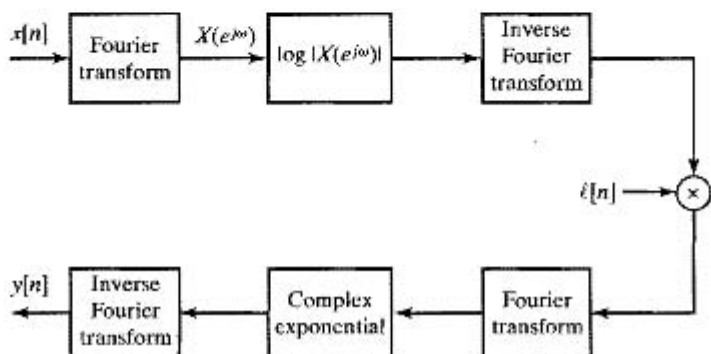 x[n]
Fourier
transform
X(e^{jω})
log |X(e^{jω})|
Inverse
Fourier
transform
ℓ[n]
×
y[n]
Inverse
Fourier
transform
Complex
exponential
Fourier
transform